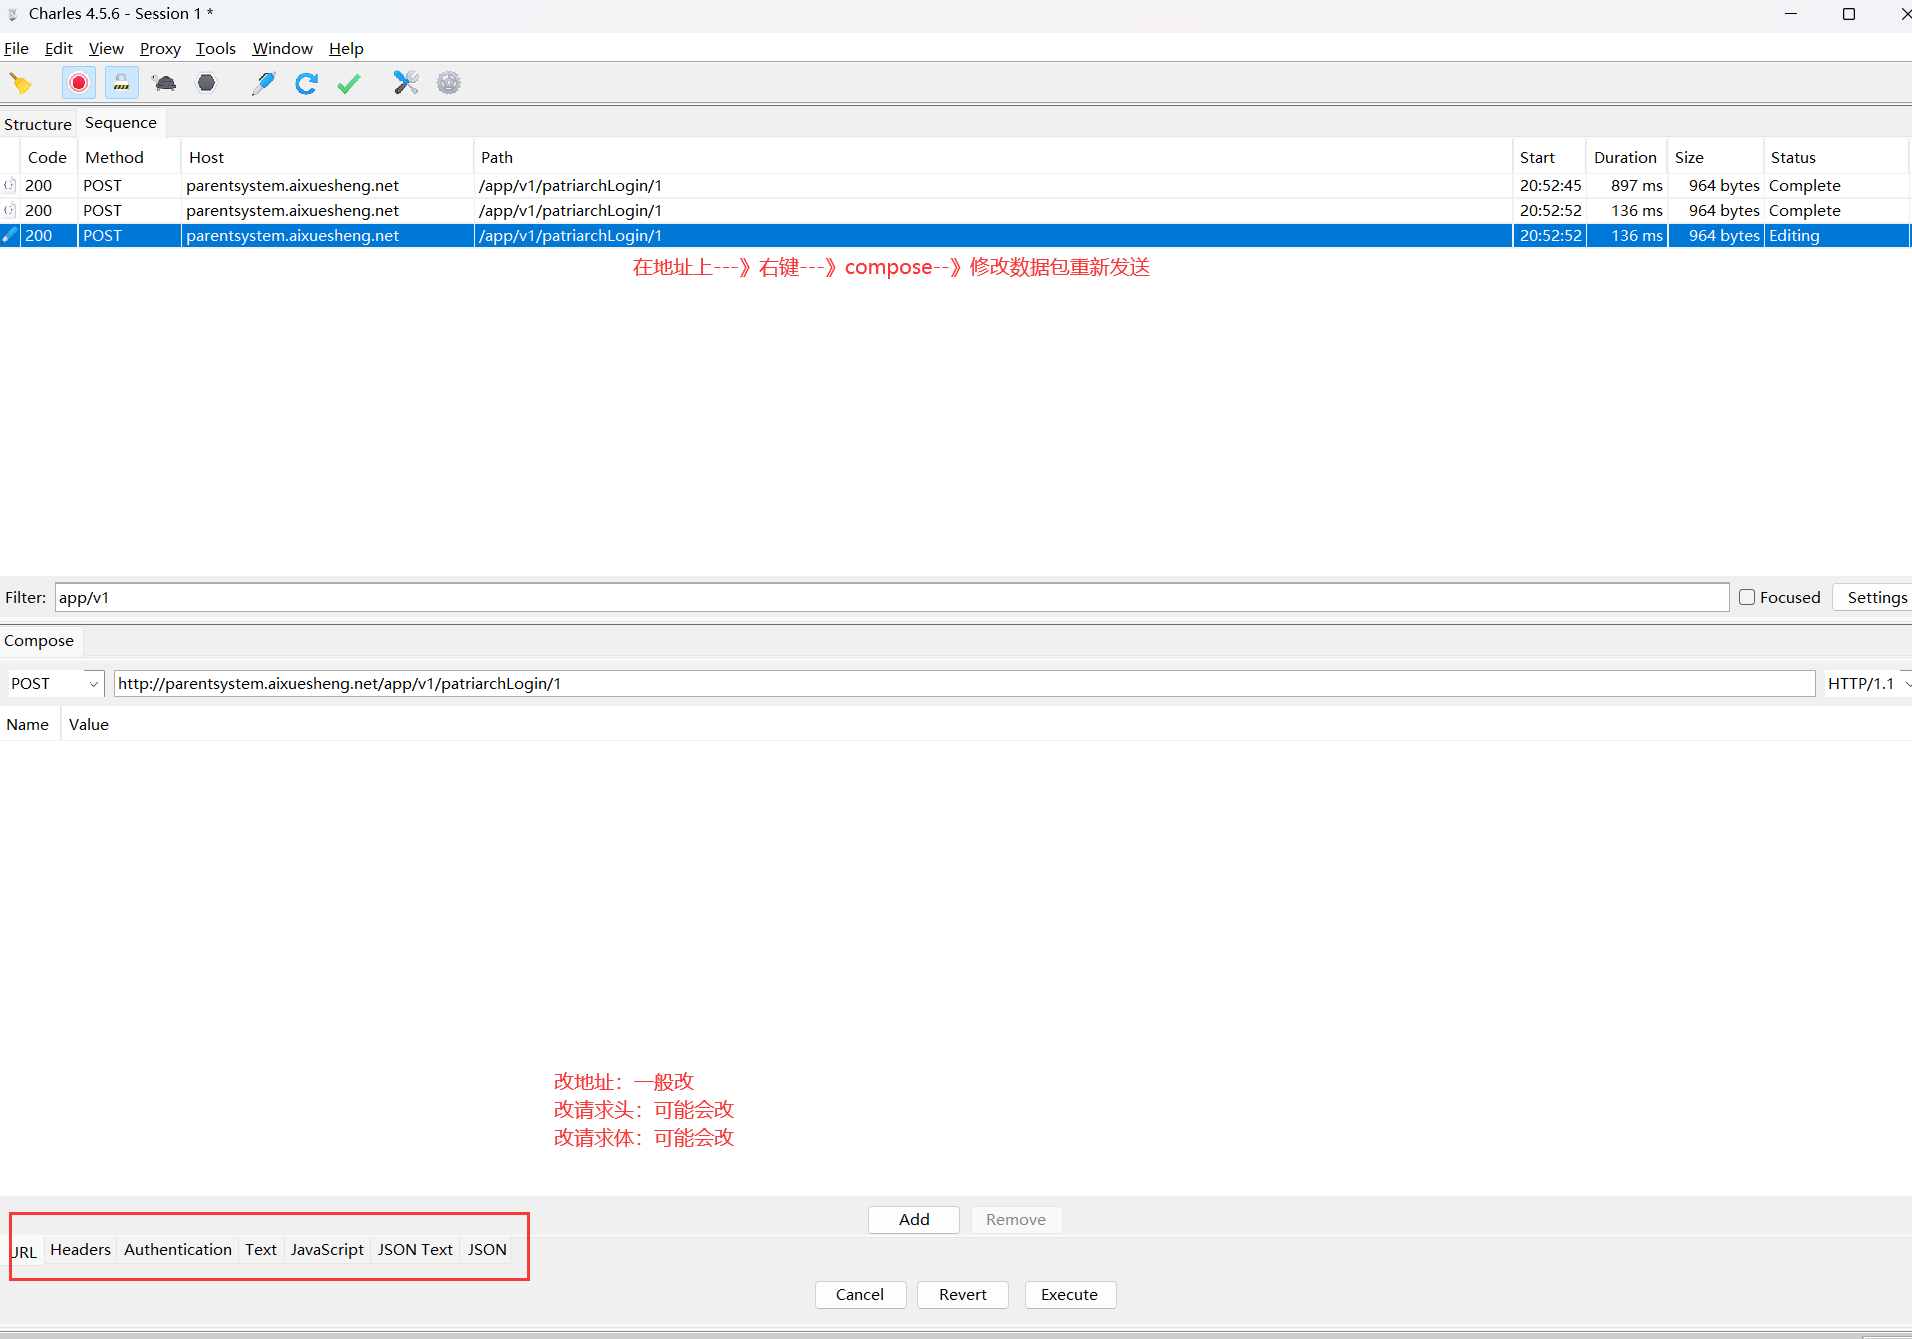 Charles 4.5.6 - Session 1 *
File Edit View Proxy Tools Window Help
Structure Sequence
Code Method Host Path Start Duration Size Status
200 POST parentsystem.aixuesheng.net /app/v1/patriarchLogin/1 20:52:45 897 ms 964 bytes Complete
200 POST parentsystem.aixuesheng.net /app/v1/patriarchLogin/1 20:52:52 136 ms 964 bytes Complete
200 POST parentsystem.aixuesheng.net /app/v1/patriarchLogin/1 20:52:52 136 ms 964 bytes Editing
在地址上---》右键---》compose--》修改数据包重新发送
Filter: app/v1 Focused Settings
Compose
POST http://parentsystem.aixuesheng.net/app/v1/patriarchLogin/1 HTTP/1.1
Name Value
改地址：一般改
改请求头：可能会改
改请求体：可能会改
Add Remove
URL Headers Authentication Text JavaScript JSON Text JSON
Cancel Revert Execute